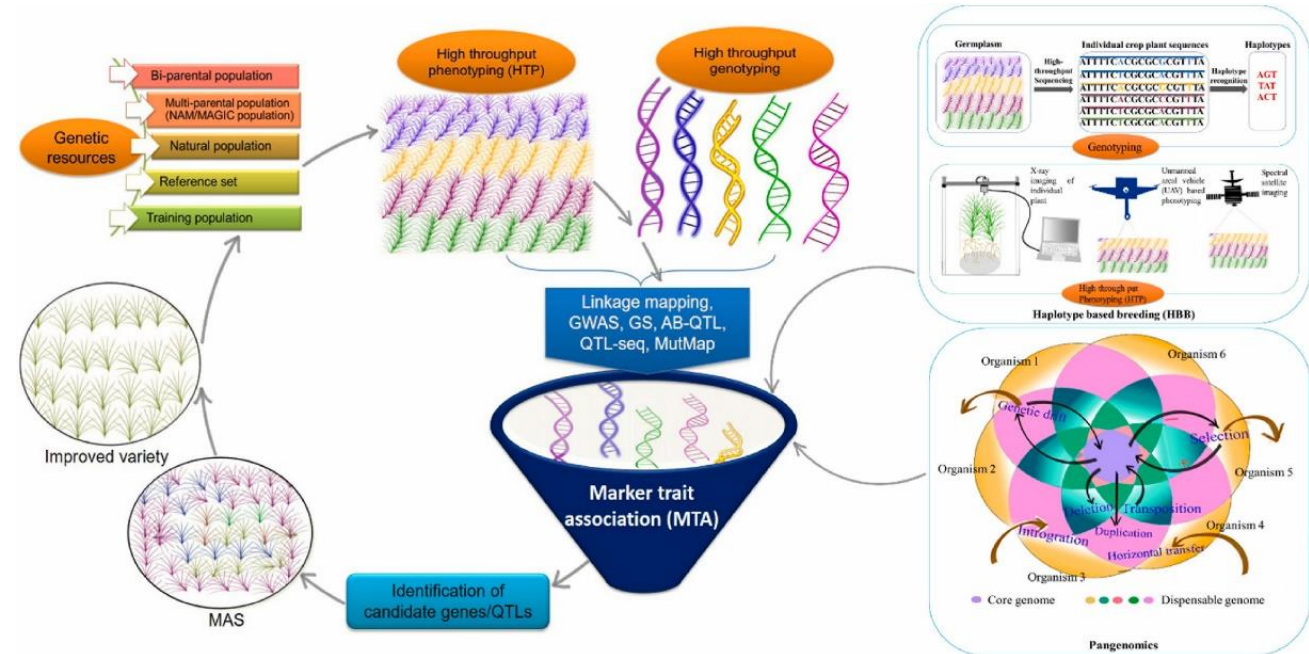 Genetic
resources
Bi-parental population
Multi-parental population
(NAM/MAGIC population)
Natural population
Reference set
Training population
High throughput
phenotyping (HTP)
High throughput
genotyping
Linkage mapping,
GWAS, GS, AB-QTL,
QTL-seq, MutMap
Marker trait
association (MTA)
Identification of
candidate genes/QTLs
MAS
Improved variety
Germplasm
High-
throughput
Sequencing
Individual crop plant sequences
ATTTTCACGCGCACGTTTA
ATTTTCACGCGCGCGTTTA
ATTTTCTCGCGCACGTTTA
Haplotype
recognition
Haplotypes
AGT
TAT
ACT
Genotyping
X-ray
imaging of
individual
plant
Unmanned
areal vehicle
(UAV) based
phenotyping
Spectral
satellite
imaging
High through put
Phenotyping (HTP)
Haplotype based breeding (HBB)
Organism 1
Organism 6
Genetic drift
Selection
Organism 2
Organism 5
Deletion
Transposition
Duplication
Introgration
Horizontal transfer
Organism 4
Organism 3
Core genome
Dispensable genome
Pangenomics